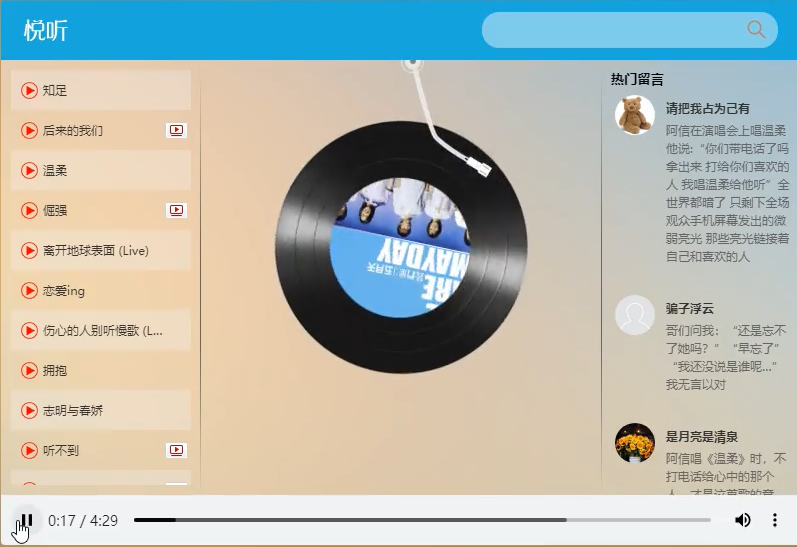 悦听
知足
后来的我们
温柔
倔强
离开地球表面 (Live)
恋爱ing
伤心的人别听慢歌 (L...
拥抱
志明与春娇
听不到
MAYDAY
热门留言
请把我占为己有
阿信在演唱会上唱温柔
他说:“你们带电话了吗
拿出来 打给你们喜欢的
人 我唱温柔给他听”全
世界都暗了 只剩下全场
观众手机屏幕发出的微
弱亮光 那些亮光链接着
自己和喜欢的人
骗子浮云
哥们问我：“还是忘不
了她吗？”“早忘了”
“我还没说是谁呢...”
我无言以对
是月亮是清泉
阿信唱《温柔》时，不
打电话给心中的那个
0:17 / 4:29